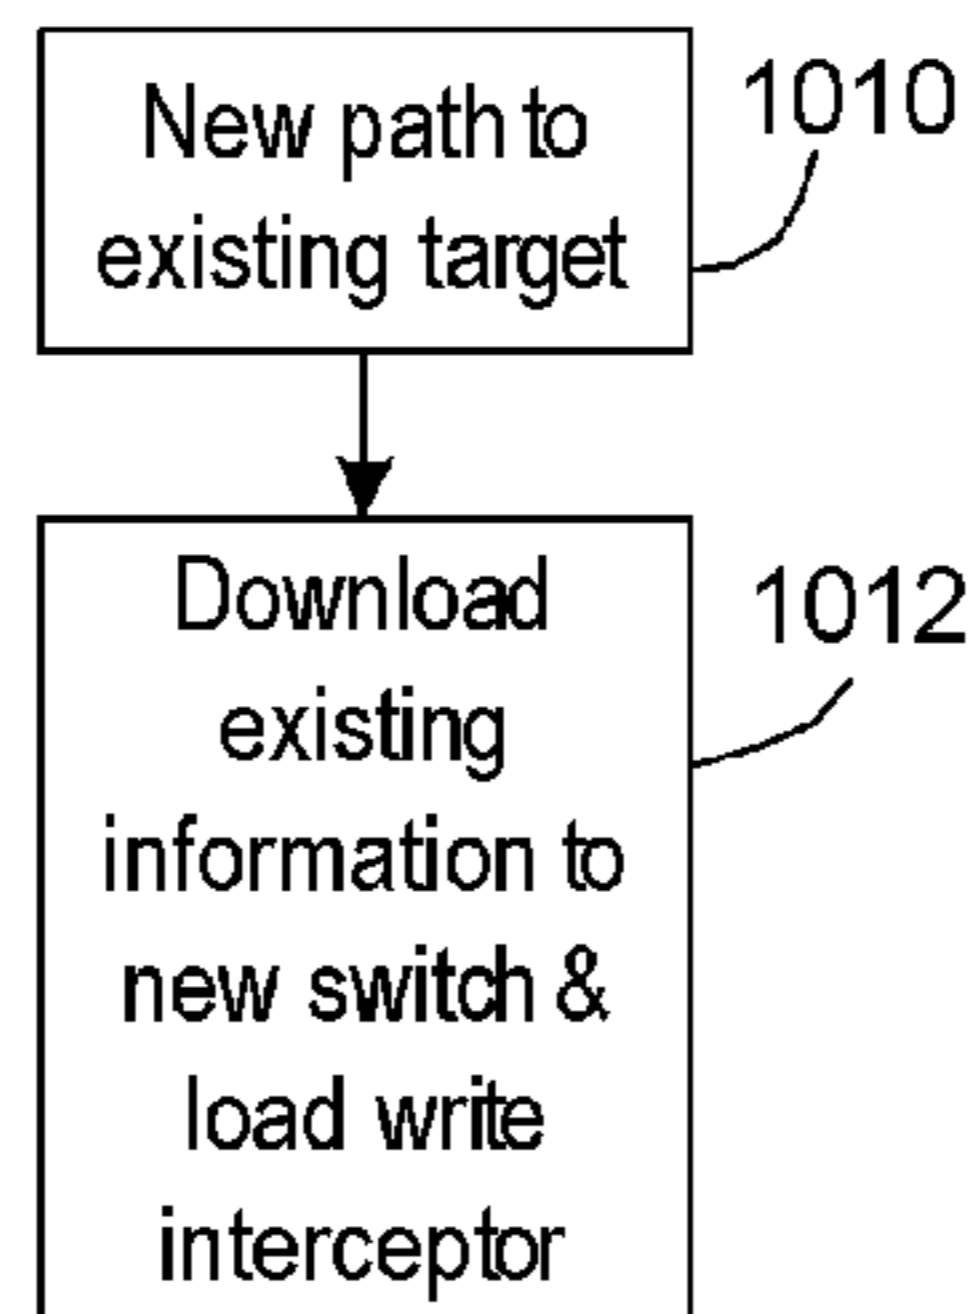 New path to
existing target
1010
Download
existing
information to
new switch &
load write
interceptor
1012